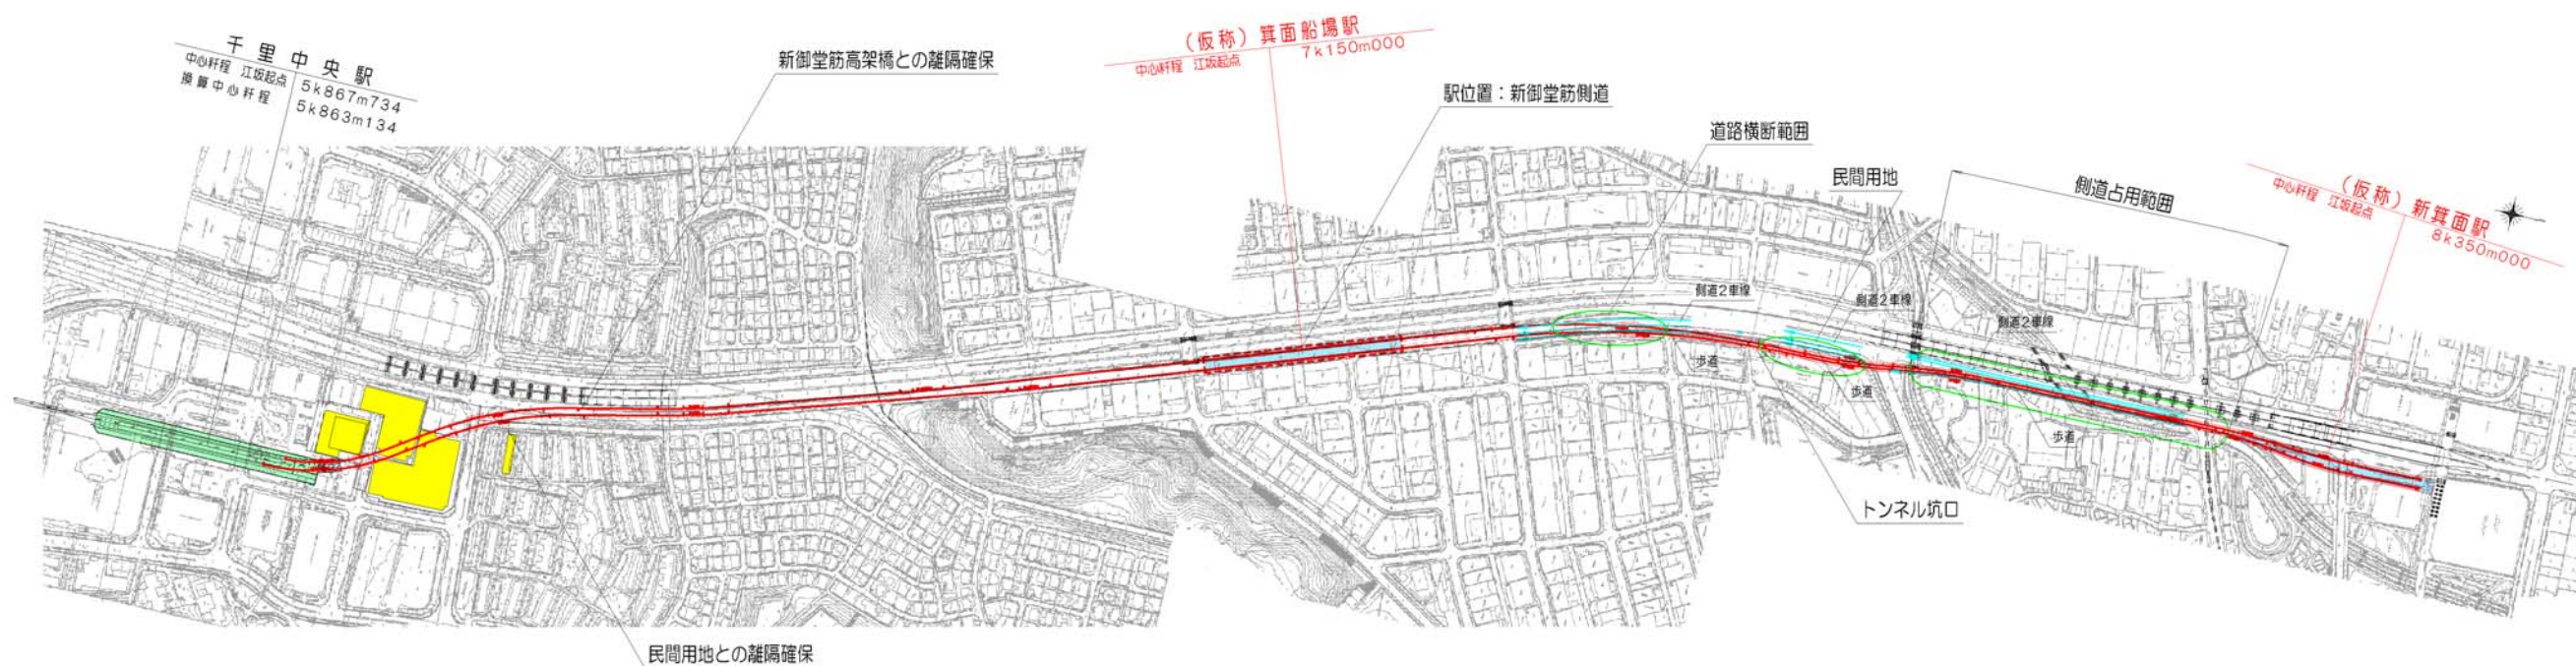 千里中央駅
中心粁程 江坂起点 5k867m734
換算中心粁程 5k863m134
新御堂筋高架橋との離隔確保
(仮称)箕面船場駅
中心粁程 江坂起点 7k150m000
駅位置:新御堂筋側道
道路横断範囲
民間用地
側道占用範囲
(仮称)新箕面駅
中心粁程 江坂起点 8k350m000
側道2車線
側道2車線
側道2車線
歩道
歩道
歩道
トンネル坑口
民間用地との離隔確保